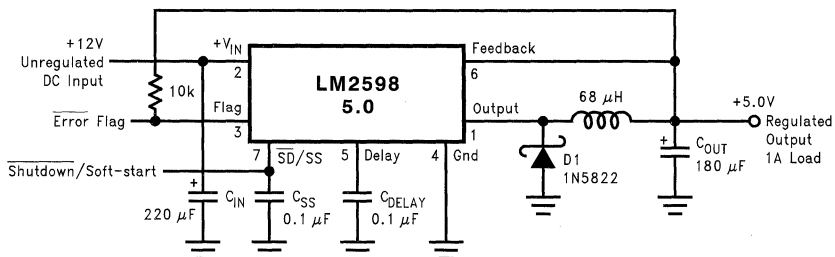 +12V
Unregulated
DC Input
+V_IN
2
LM2598
5.0
Feedback
6
10k
Flag
3
Error Flag
Output
1
68 μH
+5.0V
Regulated
Output
1A Load
7
SD/SS
5
Delay
4
Gnd
D1
1N5822
+
C_OUT
180 μF
Shutdown/Soft-start
+
C_IN
220 μF
C_SS
0.1 μF
C_DELAY
0.1 μF